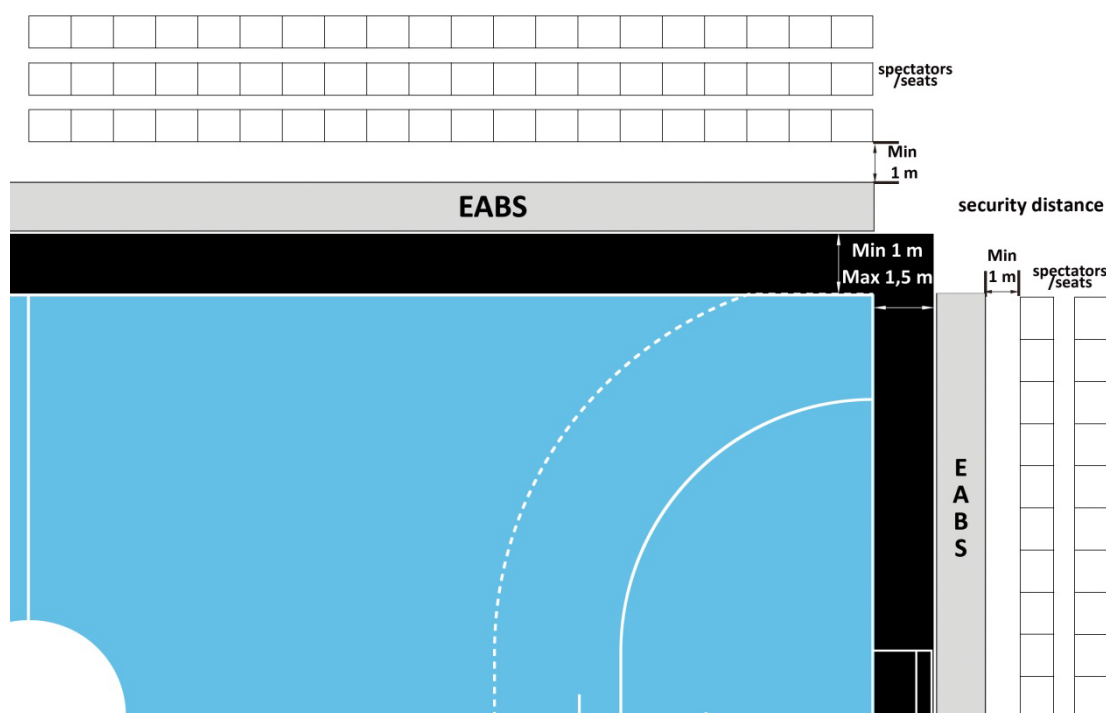 spectators
/seats
Min
1 m
EABS
security distance
Min 1 m
Max 1,5 m
Min
1 m
spectators
/seats
E
A
B
S